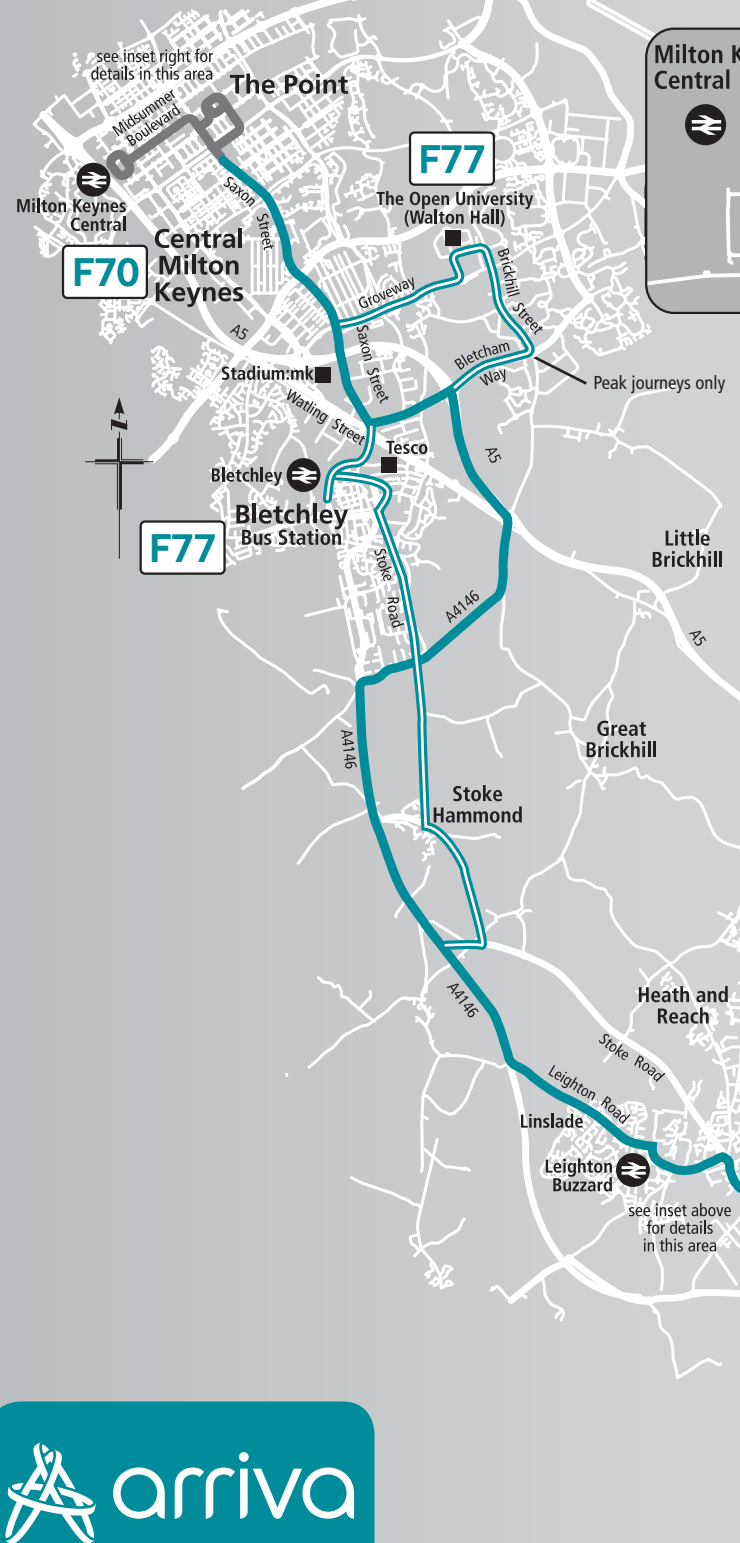 see inset right for
details in this area
The Point
Midsummer
Boulevard
Milton Keynes
Central
F70
Central
Milton
Keynes
Saxon Street
F77
The Open University
(Walton Hall)
Milton K
Central
Groveway
Brickhill Street
Saxon Street
A5
Stadium:mk
Bletcham
Way
Peak journeys only
Watling Street
N
Tesco
A5
Bletchley
Bletchley
Bus Station
F77
Stoke Road
Little
Brickhill
A4146
A5
A4146
Great
Brickhill
Stoke
Hammond
A4146
Heath and
Reach
Stoke Road
Leighton Road
Linslade
Leighton
Buzzard
see inset above
for details
in this area
arriva